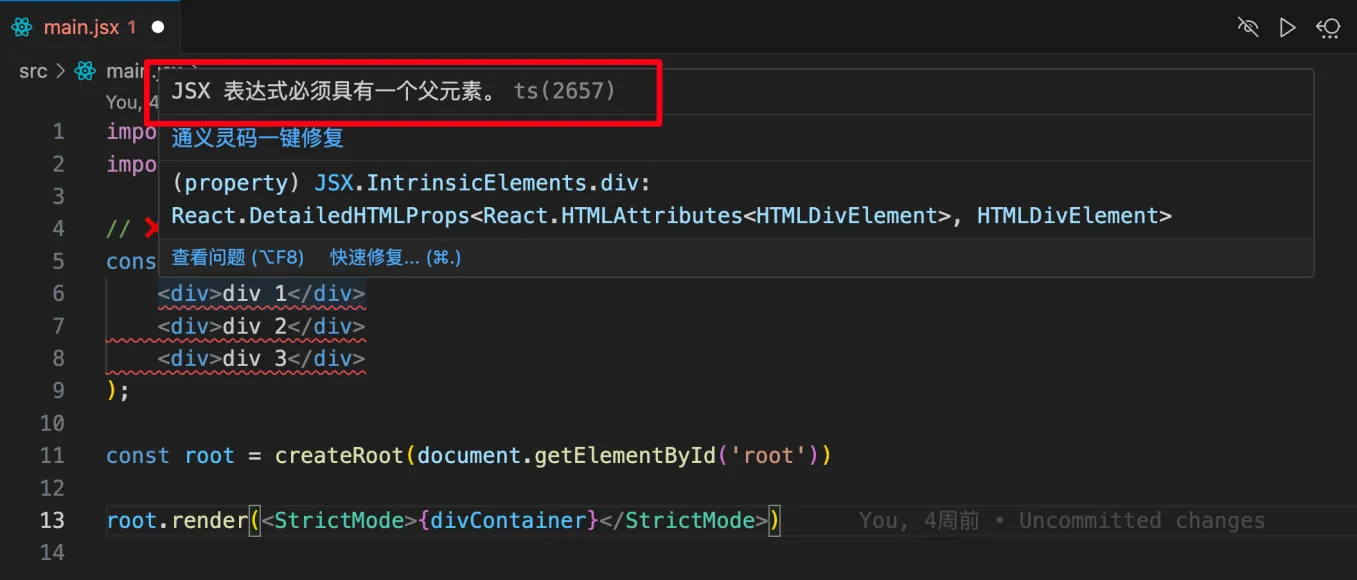 main.jsx 1
src > main.jsx >
You, 4
JSX 表达式必须具有一个父元素。 ts(2657)
通义灵码一键修复
(property) JSX.IntrinsicElements.div:
React.DetailedHTMLProps<React.HTMLAttributes<HTMLDivElement>, HTMLDivElement>
查看问题 (⌥F8) 快速修复... (⌘.)
1 impo
2 impo
3
4 // ❌
5 cons
6 <div>div 1</div>
7 <div>div 2</div>
8 <div>div 3</div>
9 );
10
11 const root = createRoot(document.getElementById('root'))
12
13 root.render(<StrictMode>{divContainer}</StrictMode>) You, 4周前 • Uncommitted changes
14